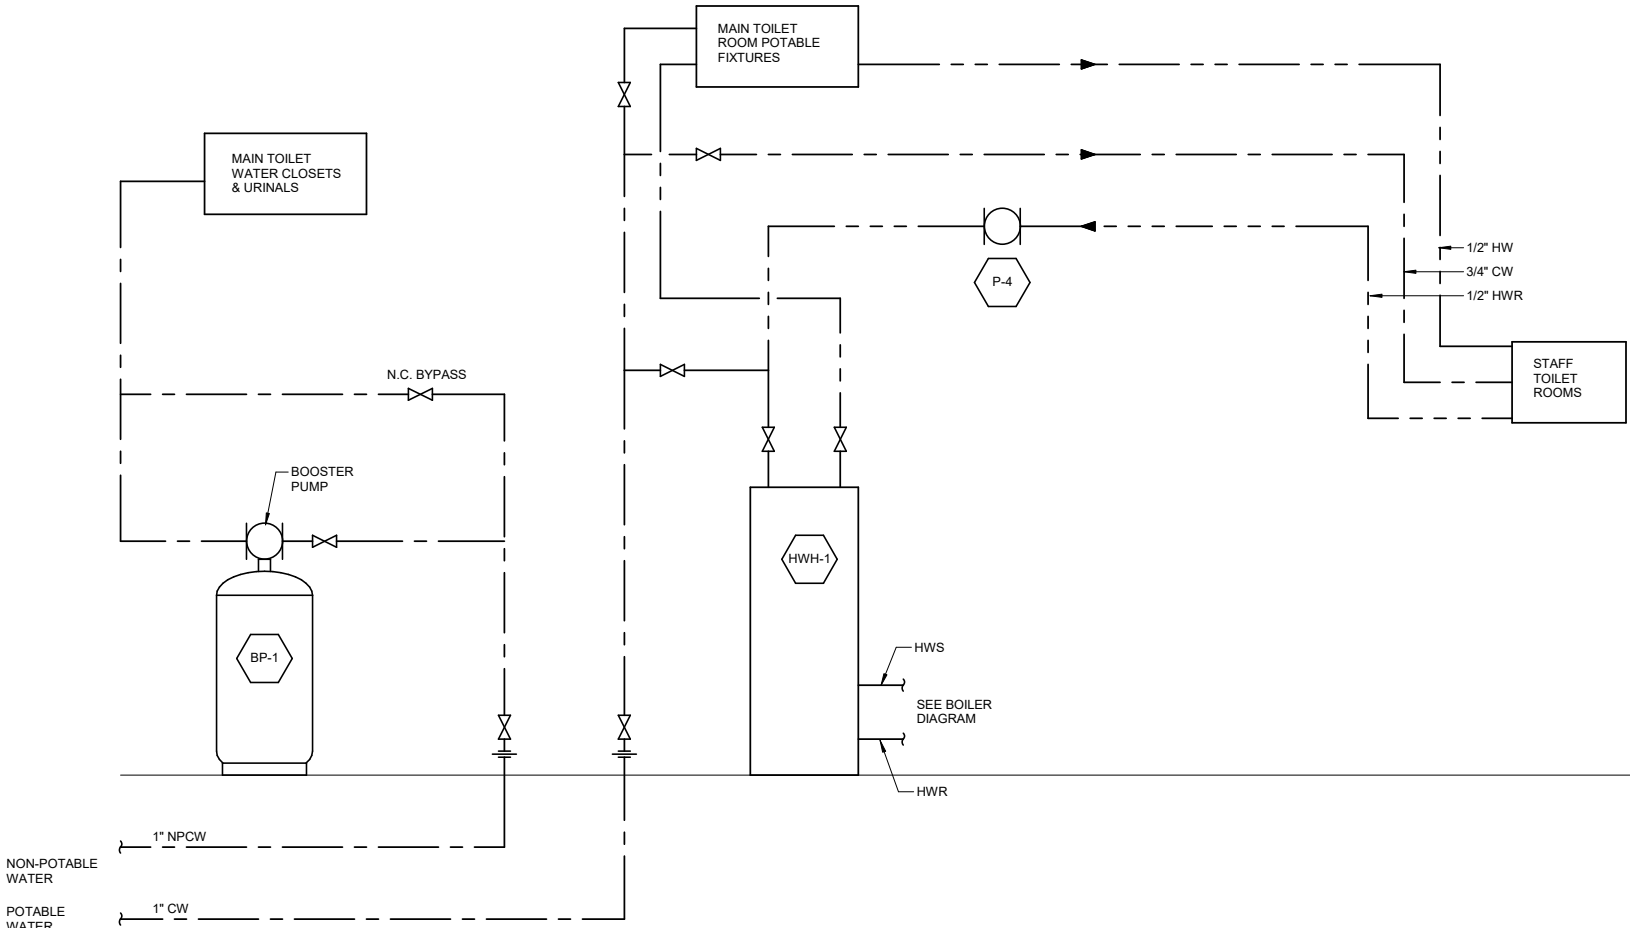 MAIN TOILET
ROOM POTABLE
FIXTURES
MAIN TOILET
WATER CLOSETS
& URINALS
P-4
1/2" HW
3/4" CW
1/2" HWR
STAFF
TOILET
ROOMS
N.C. BYPASS
BOOSTER
PUMP
HWH-1
BP-1
HWS
SEE BOILER
DIAGRAM
HWR
1" NPCW
NON-POTABLE
WATER
1" CW
POTABLE
WATER